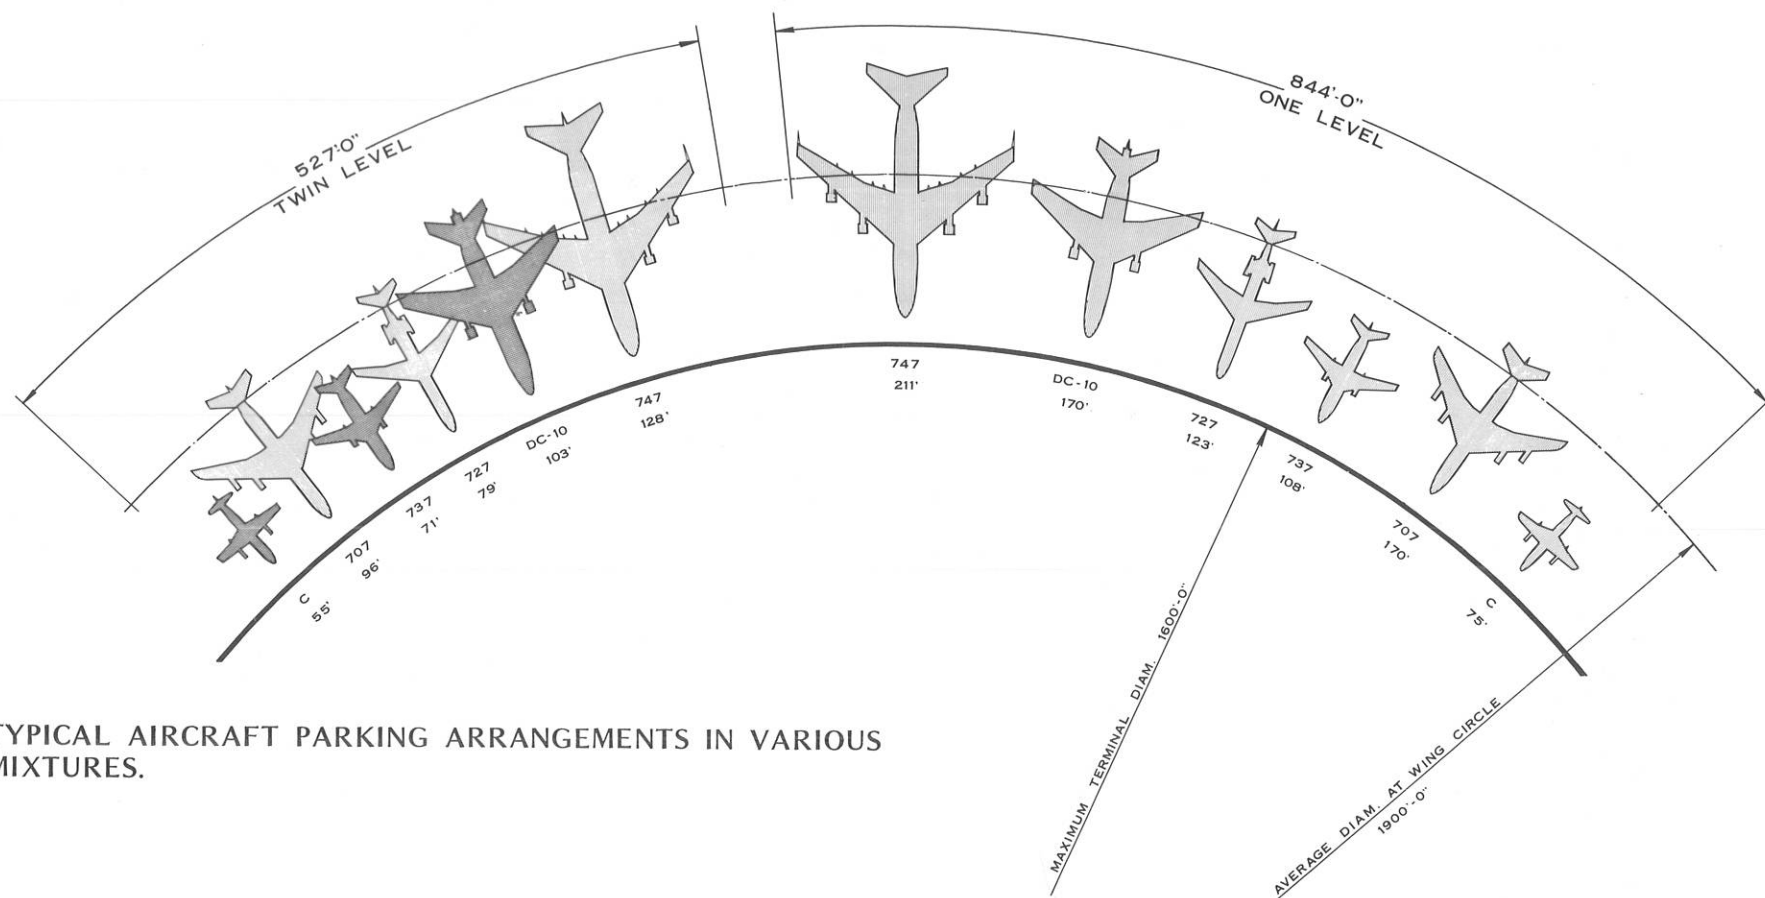 527'0"
TWIN LEVEL
844'-0"
ONE LEVEL
747
211'
DC-10
170'
727
123'
737
108'
707
170'
C
75'
747
128'
DC-10
103'
727
79'
737
71'
707
96'
C
55'
MAXIMUM TERMINAL DIAM. 1600'-0"
AVERAGE DIAM. AT WING CIRCLE
1900'-0"
TYPICAL AIRCRAFT PARKING ARRANGEMENTS IN VARIOUS
MIXTURES.